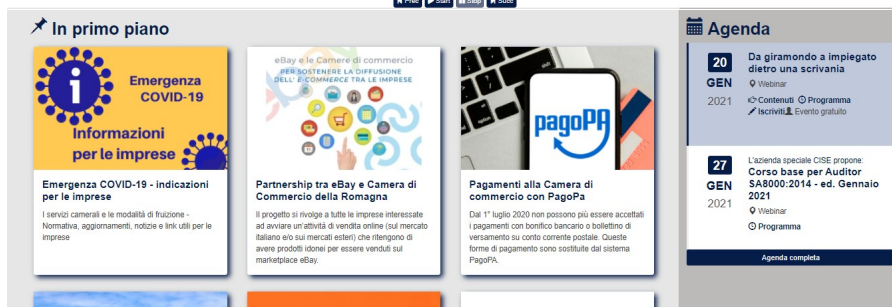 Prec Start Stop Succ
In primo piano
Emergenza
COVID-19
Informazioni
per le imprese
Emergenza COVID-19 - indicazioni
per le imprese
I servizi camerali e le modalità di fruizione -
Normativa, aggiornamenti, notizie e link utili per le
imprese
eBay e le Camere di commercio
PER SOSTENERE LA DIFFUSIONE
DELL' E-COMMERCE TRA LE IMPRESE
Partnership tra eBay e Camera di
Commercio della Romagna
Il progetto si rivolge a tutte le imprese interessate
ad avviare un'attività di vendita online (sul mercato
italiano e/o sui mercati esteri) che ritengono di
avere prodotti idonei per essere venduti sul
marketplace eBay.
pagoPA
Pagamenti alla Camera di
commercio con PagoPa
Dal 1° luglio 2020 non possono più essere accettati
i pagamenti con bonifico bancario o bollettino di
versamento su conto corrente postale. Queste
forme di pagamento sono sostituite dal sistema
PagoPA.
Agenda
20
GEN
2021
Da giramondo a impiegato
dietro una scrivania
Webinar
Contenuti Programma
Iscriviti Evento gratuito
27
GEN
2021
L'azienda speciale CISE propone:
Corso base per Auditor
SA8000:2014 - ed. Gennaio
2021
Webinar
Programma
Agenda completa